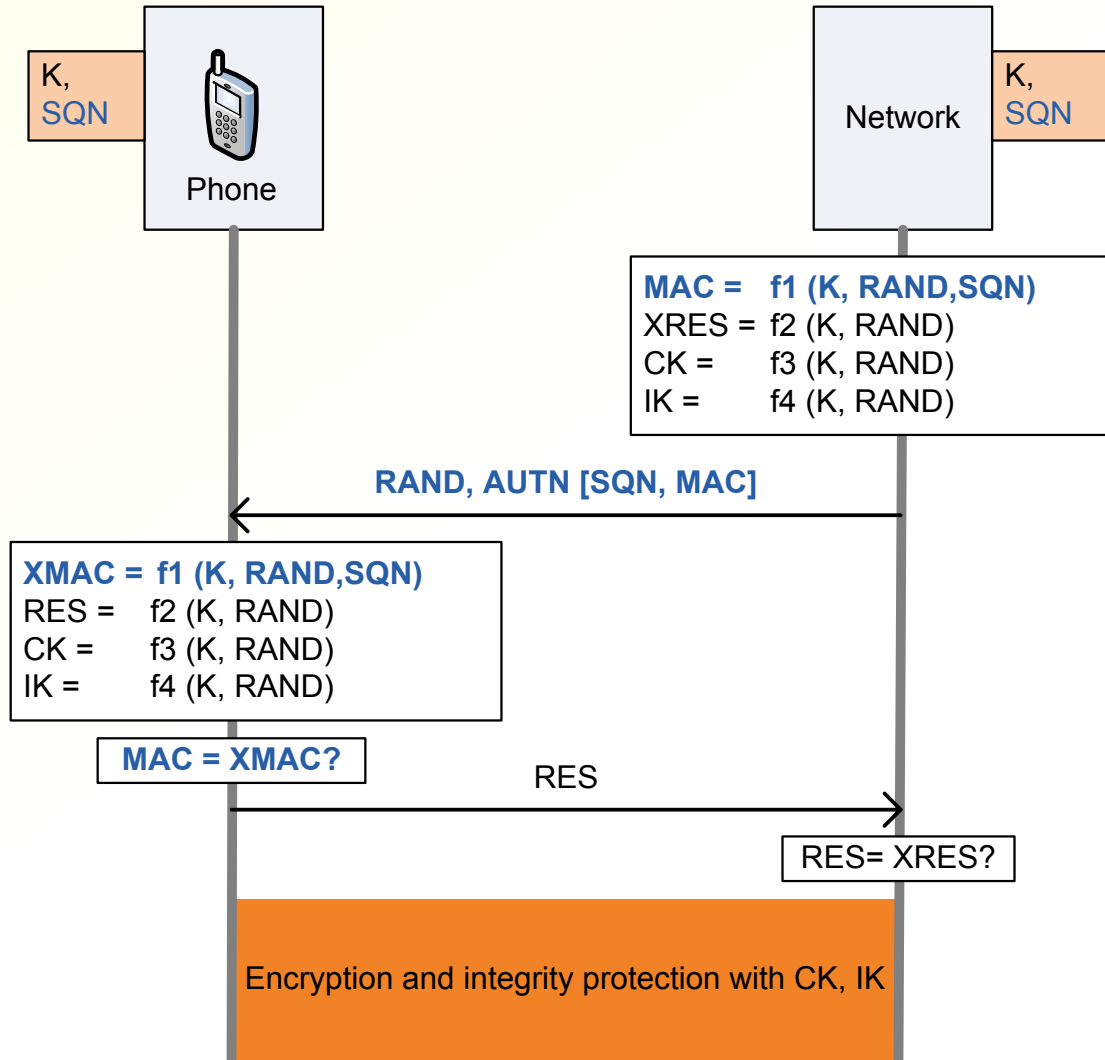 K,
SQN
Phone
Network
K,
SQN
MAC = f1 (K, RAND,SQN)
XRES = f2 (K, RAND)
CK = f3 (K, RAND)
IK = f4 (K, RAND)
RAND, AUTN [SQN, MAC]
XMAC = f1 (K, RAND,SQN)
RES = f2 (K, RAND)
CK = f3 (K, RAND)
IK = f4 (K, RAND)
MAC = XMAC?
RES
RES= XRES?
Encryption and integrity protection with CK, IK